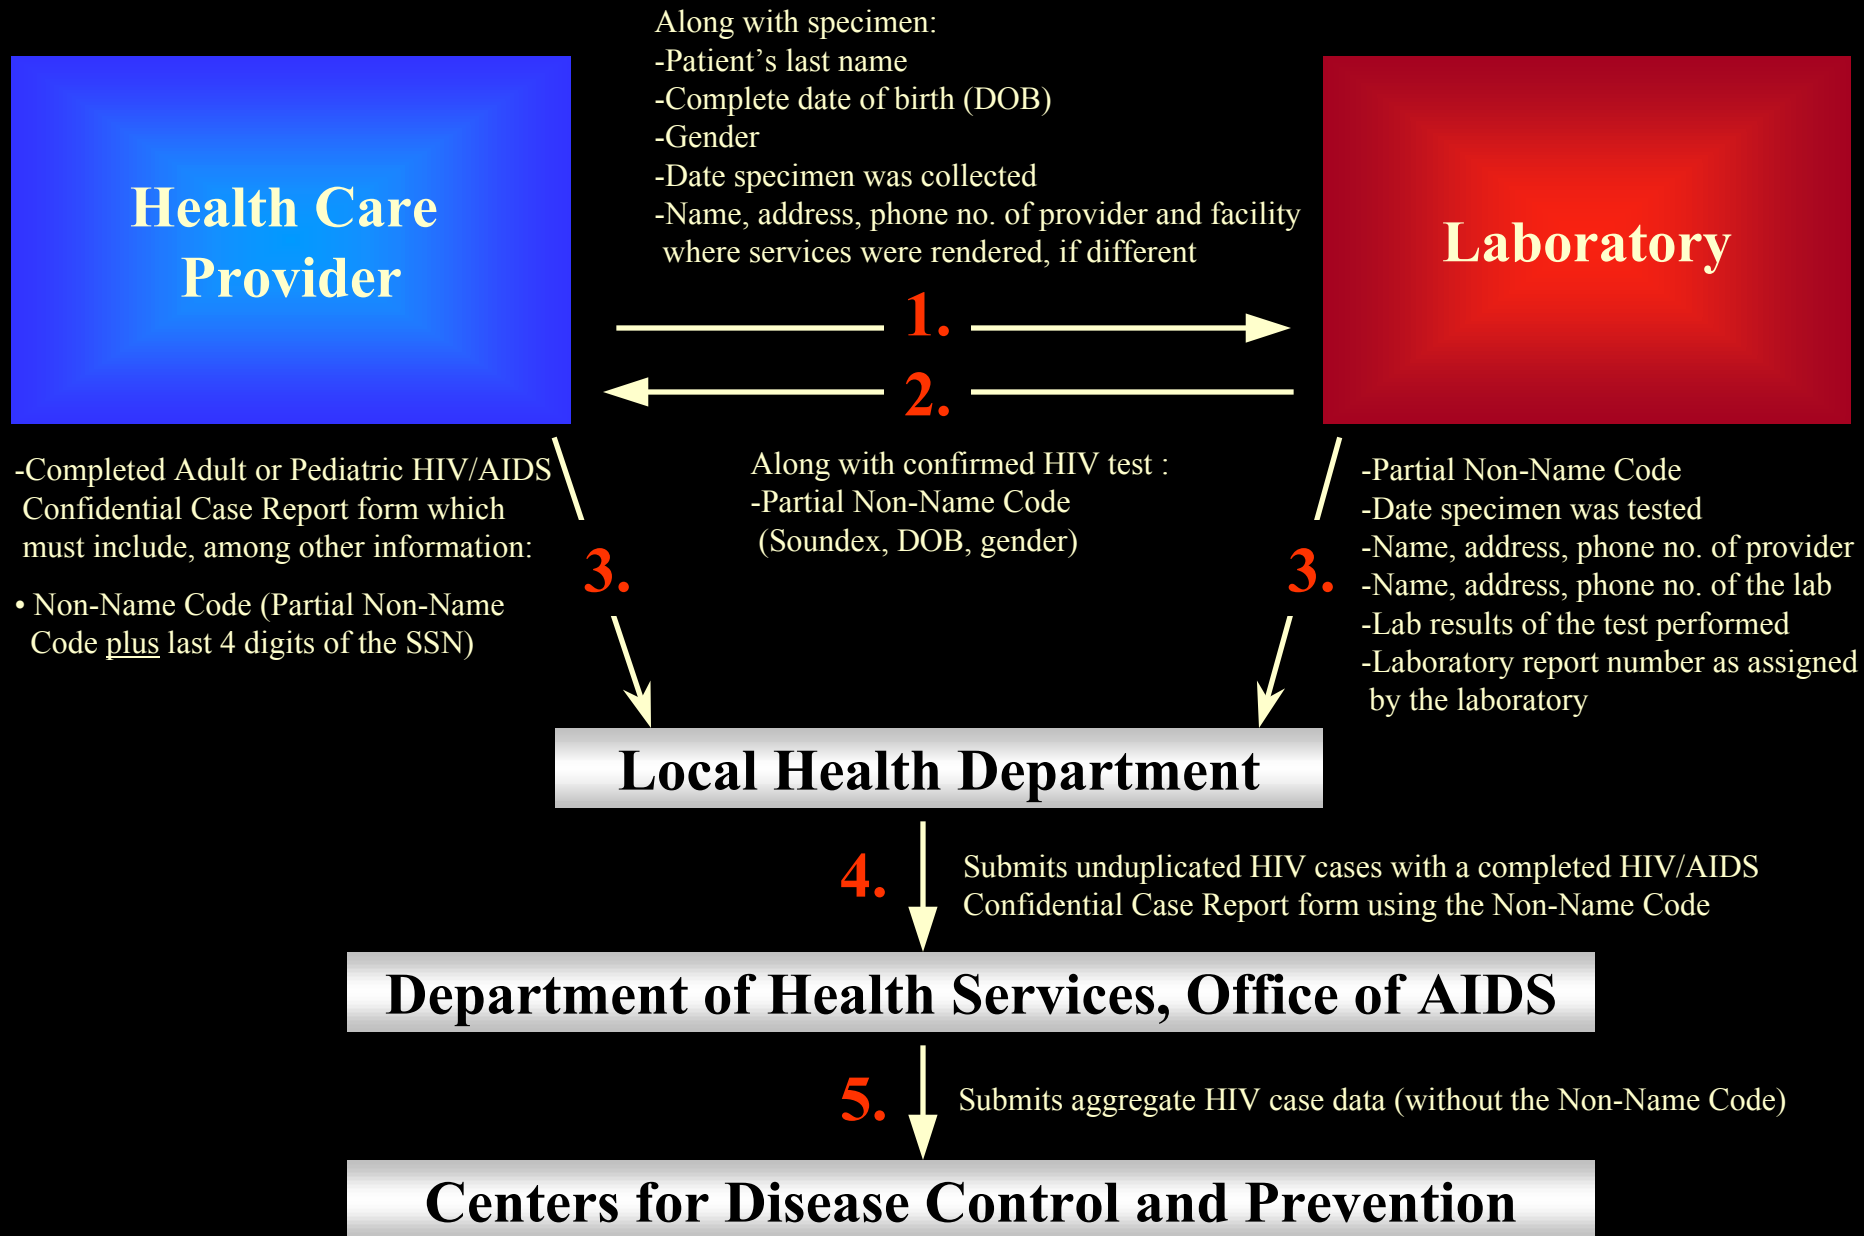 Along with specimen:
-Patient’s last name
-Complete date of birth (DOB)
-Gender
-Date specimen was collected
-Name, address, phone no. of provider and facility
where services were rendered, if different
Health Care
Provider
Laboratory
1.
2.
Along with confirmed HIV test :
-Partial Non-Name Code
(Soundex, DOB, gender)
-Completed Adult or Pediatric HIV/AIDS
Confidential Case Report form which
must include, among other information:
• Non-Name Code (Partial Non-Name
Code plus last 4 digits of the SSN)
3.
3.
-Partial Non-Name Code
-Date specimen was tested
-Name, address, phone no. of provider
-Name, address, phone no. of the lab
-Lab results of the test performed
-Laboratory report number as assigned
by the laboratory
Local Health Department
4.
Submits unduplicated HIV cases with a completed HIV/AIDS
Confidential Case Report form using the Non-Name Code
Department of Health Services, Office of AIDS
5.
Submits aggregate HIV case data (without the Non-Name Code)
Centers for Disease Control and Prevention